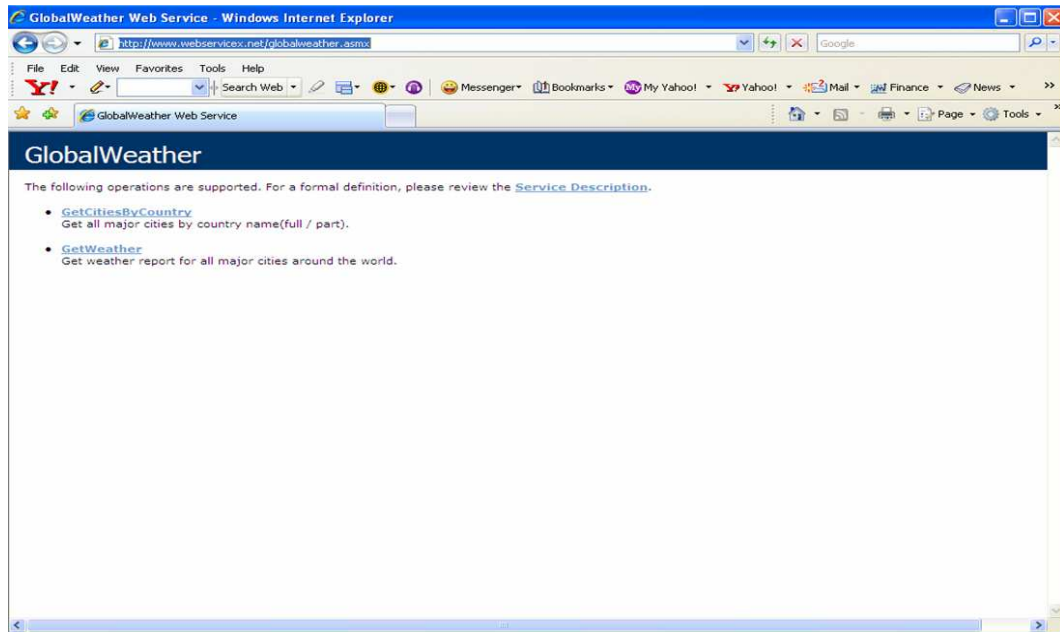 GlobalWeather Web Service - Windows Internet Explorer
http://www.webservicex.net/globalweather.asmx
Google
File Edit View Favorites Tools Help
Y! Search Web Messenger Bookmarks My Yahoo! Yahoo! 2 Mail Finance News »
GlobalWeather Web Service Page Tools »
GlobalWeather
The following operations are supported. For a formal definition, please review the Service Description.
• GetCitiesByCountry
Get all major cities by country name(full / part).
• GetWeather
Get weather report for all major cities around the world.